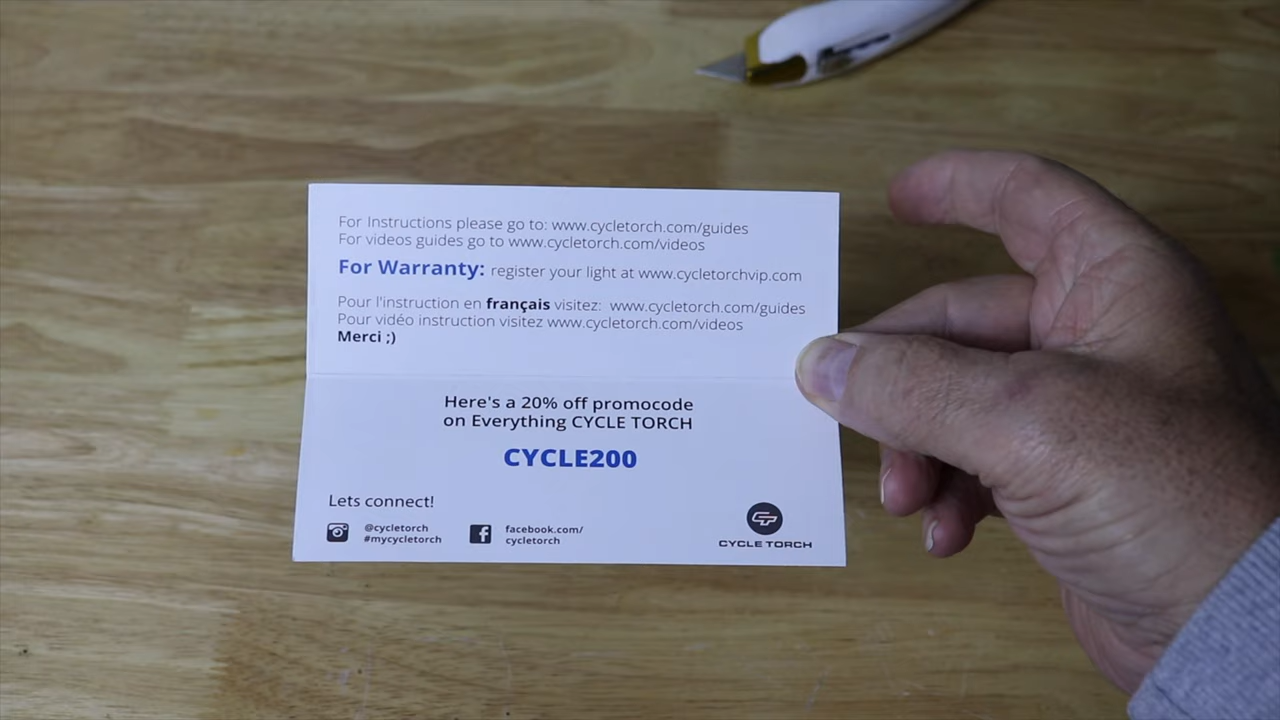 For Instructions please go to: www.cycletorch.com/guides
For videos guides go to www.cycletorch.com/videos
For Warranty: register your light at www.cycletorchvip.com
Pour l'instruction en français visitez: www.cycletorch.com/guides
Pour vidéo instruction visitez www.cycletorch.com/videos
Merci ;)
Here's a 20% off promocode
on Everything CYCLE TORCH
CYCLE200
Lets connect!
@cycletorch
#mycycletorch
facebook.com/
cycletorch
CYCLE TORCH